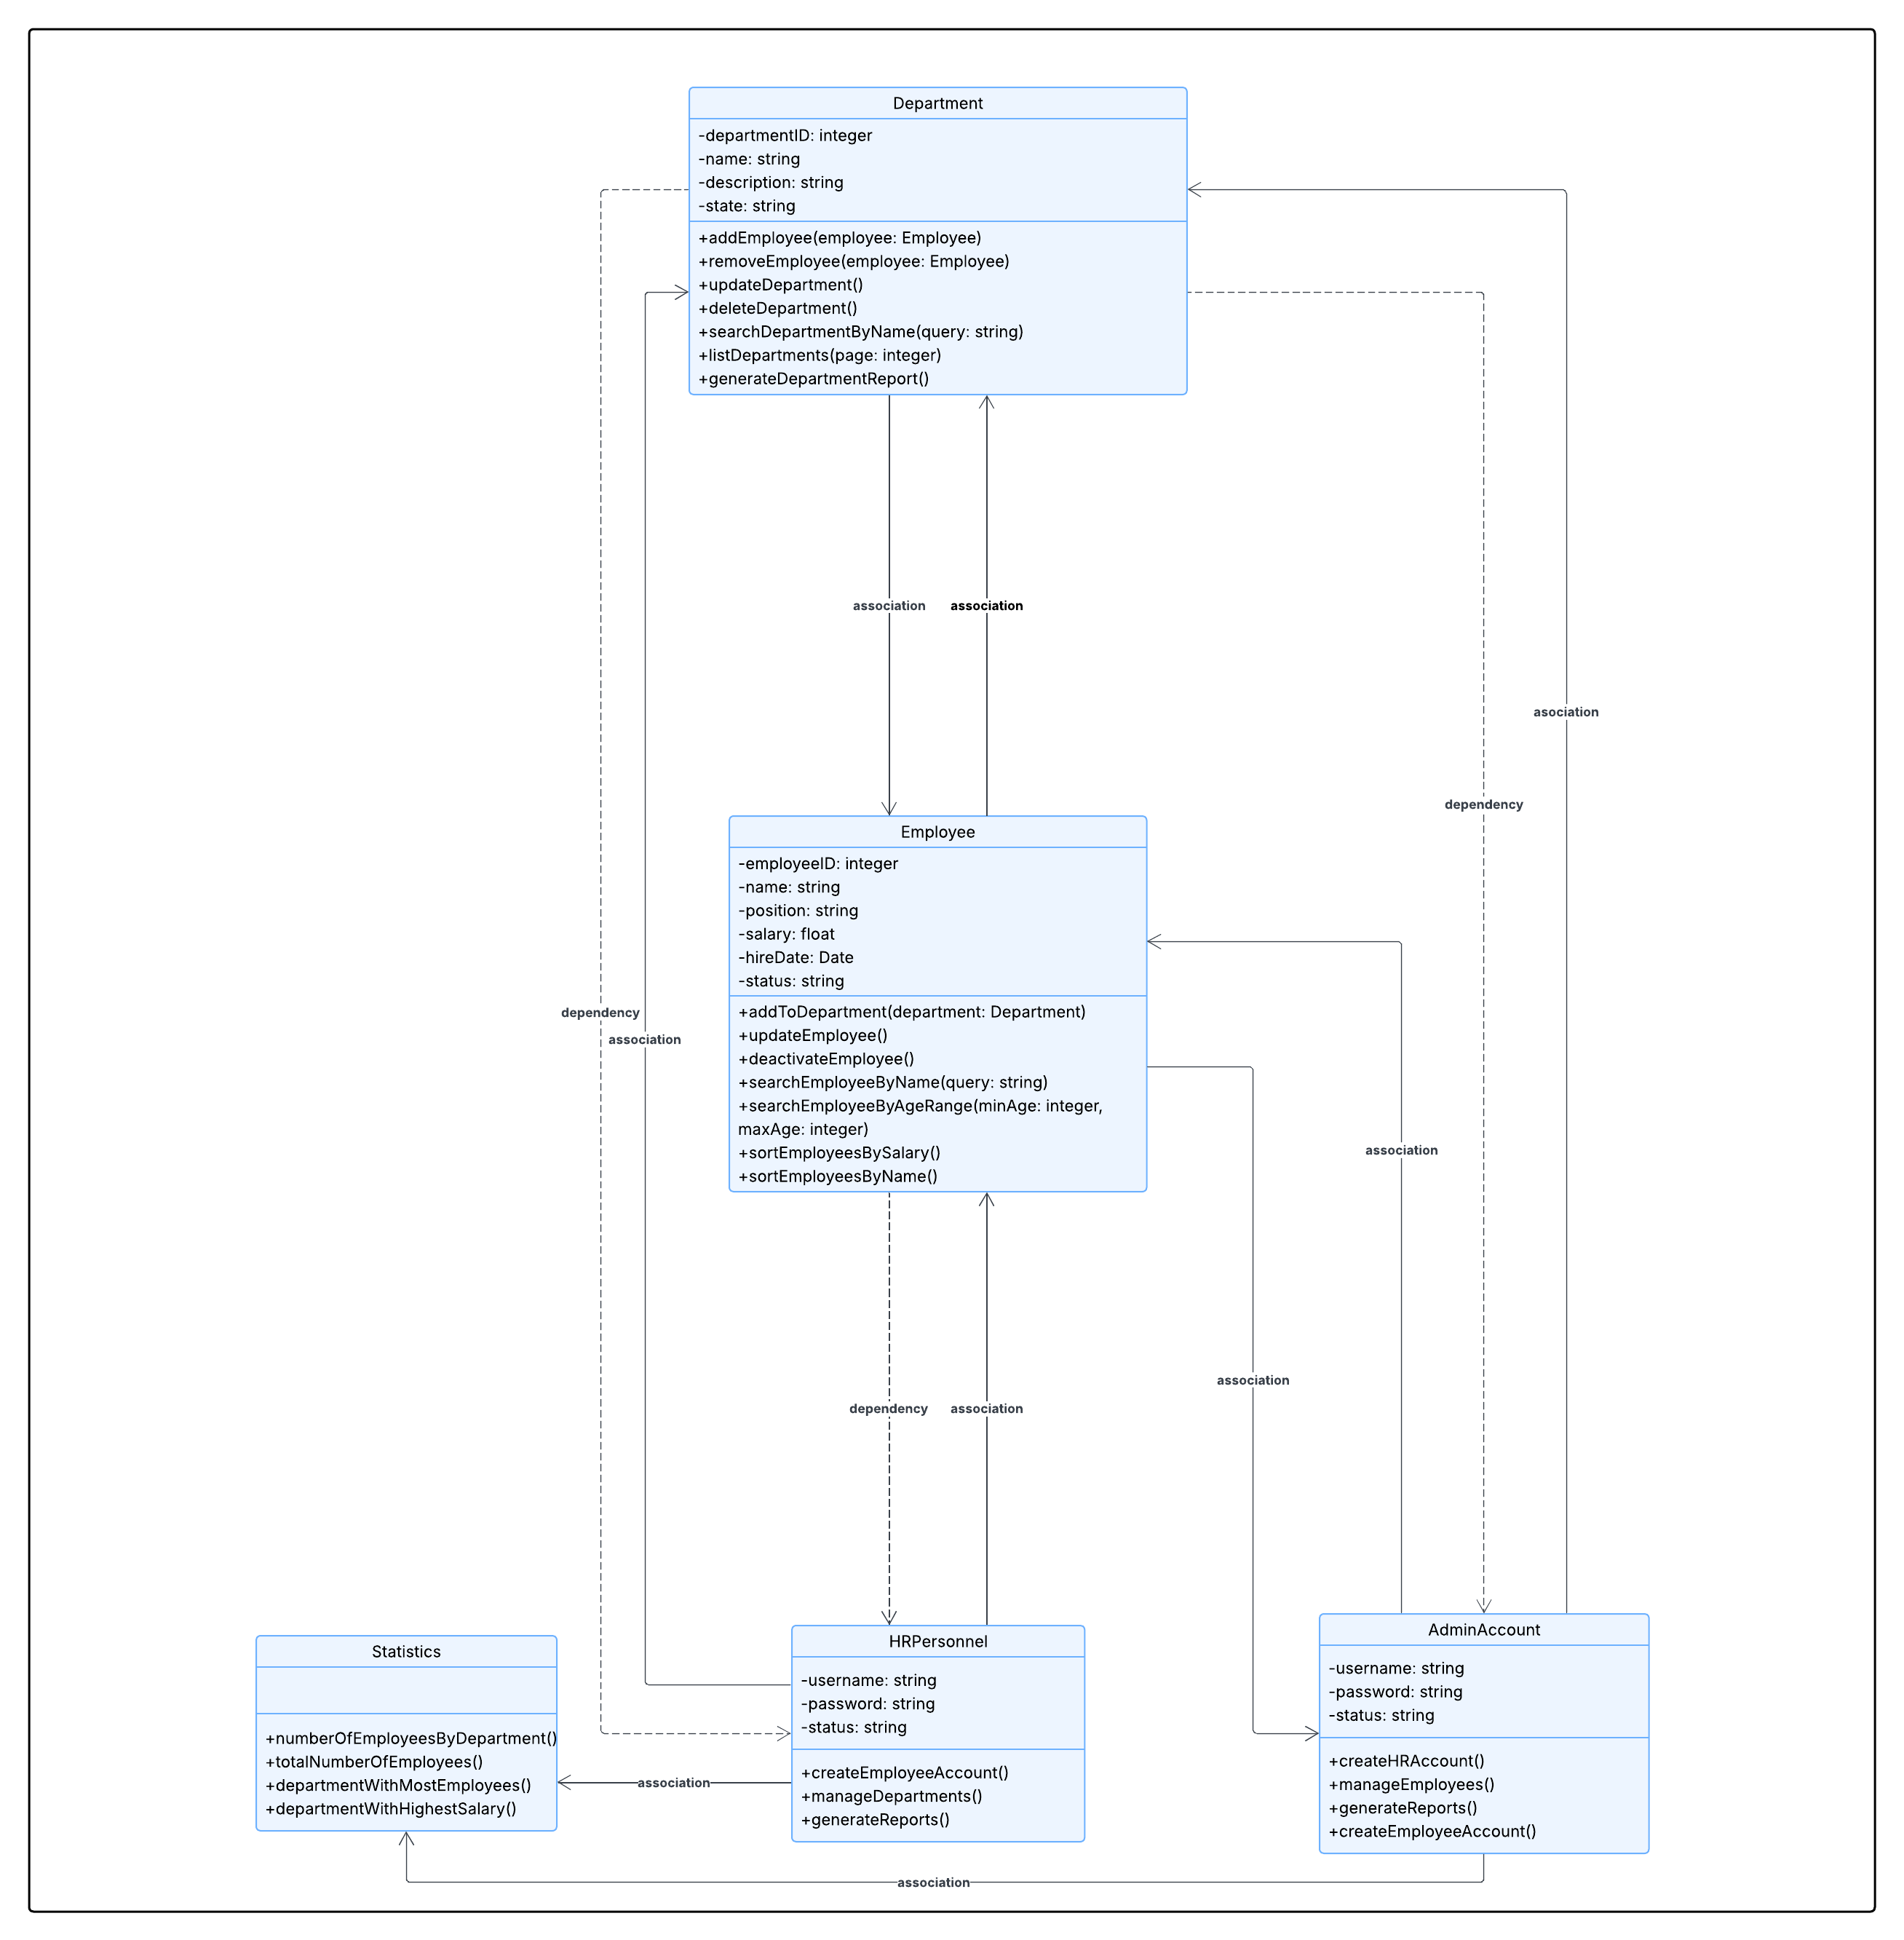 Department
-departmentID: integer
-name: string
-description: string
-state: string
+addEmployee(employee: Employee)
+removeEmployee(employee: Employee)
+updateDepartment()
+deleteDepartment()
+searchDepartmentByName(query: string)
+listDepartments(page: integer)
+generateDepartmentReport()
association
association
asociation
dependency
Employee
-employeeID: integer
-name: string
-position: string
-salary: float
-hireDate: Date
-status: string
+addToDepartment(department: Department)
+updateEmployee()
+deactivateEmployee()
+searchEmployeeByName(query: string)
+searchEmployeeByAgeRange(minAge: integer,
maxAge: integer)
+sortEmployeesBySalary()
+sortEmployeesByName()
dependency
association
association
association
dependency
association
Statistics
+numberOfEmployeesByDepartment()
+totalNumberOfEmployees()
+departmentWithMostEmployees()
+departmentWithHighestSalary()
association
HRPersonnel
-username: string
-password: string
-status: string
+createEmployeeAccount()
+manageDepartments()
+generateReports()
AdminAccount
-username: string
-password: string
-status: string
+createHRAccount()
+manageEmployees()
+generateReports()
+createEmployeeAccount()
association